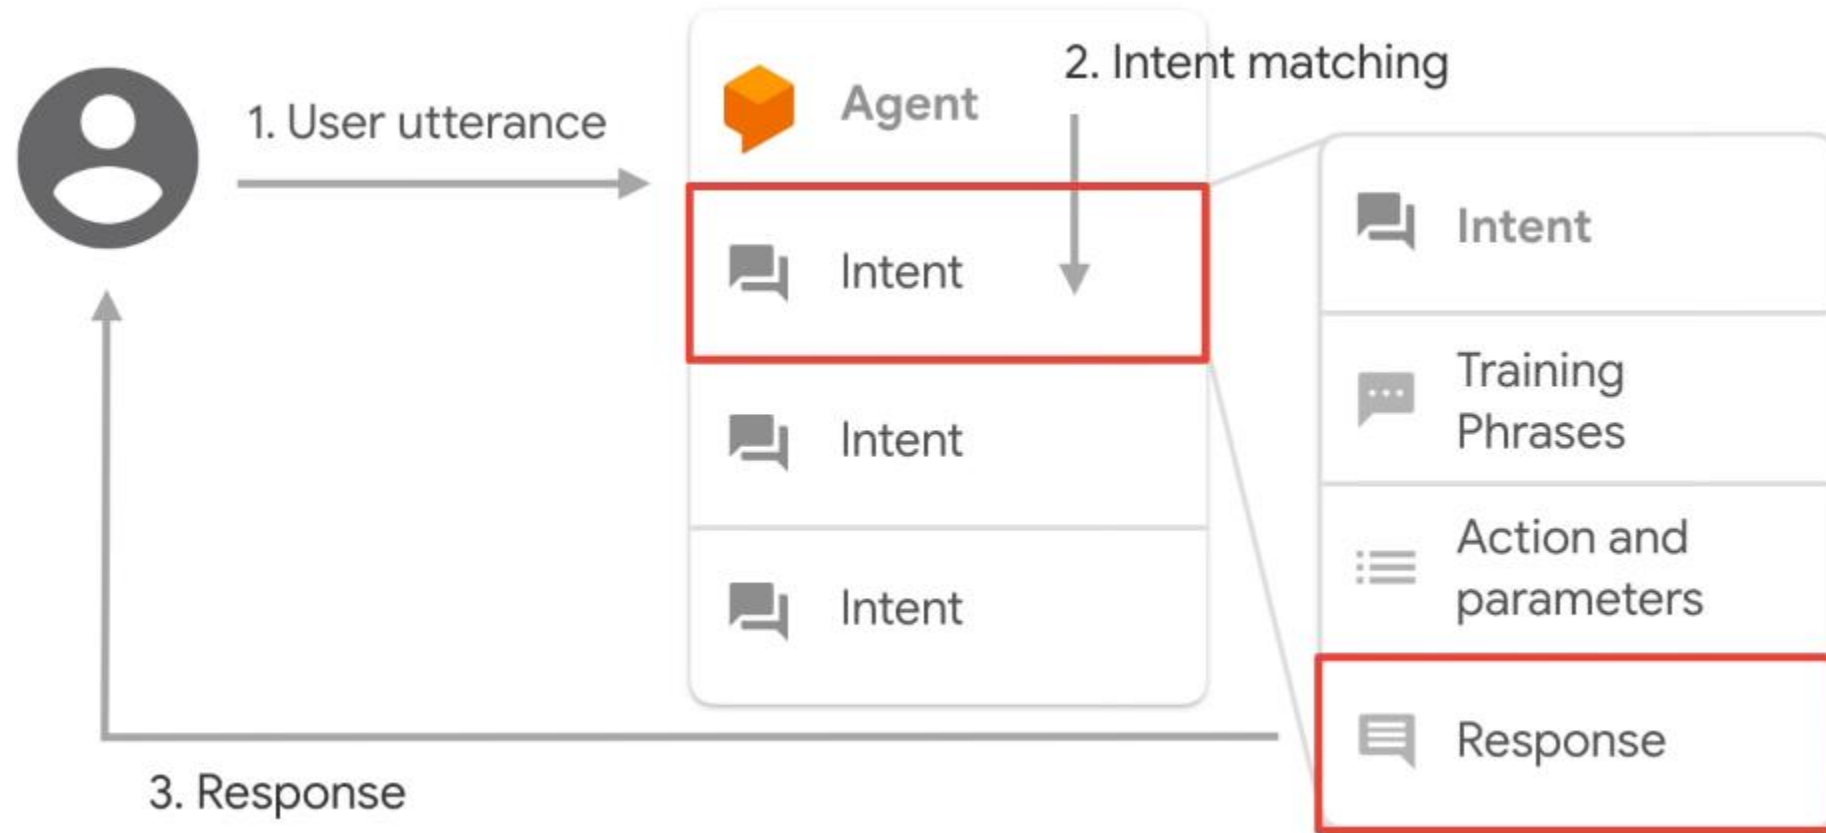 1. User utterance
Agent
2. Intent matching
Intent
Intent
Intent
Intent
Training
Phrases
Action and
parameters
Response
3. Response